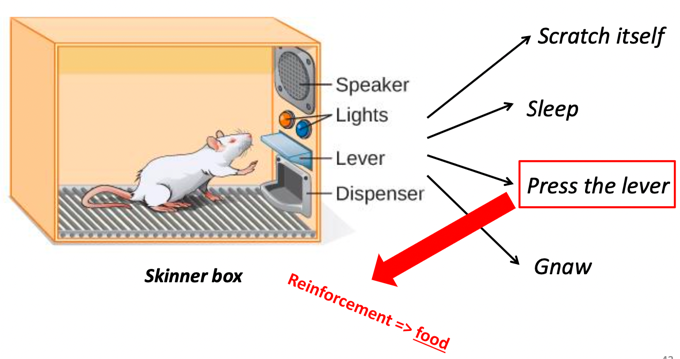 Speaker
Lights
Lever
Dispenser
Scratch itself
Sleep
Press the lever
Gnaw
Skinner box
Reinforcement => food